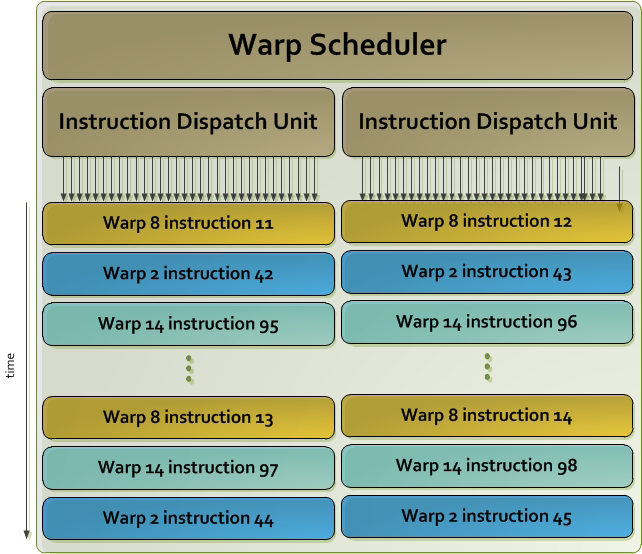 Warp Scheduler
Instruction Dispatch Unit
Instruction Dispatch Unit
Warp 8 instruction 11
Warp 8 instruction 12
Warp 2 instruction 42
Warp 2 instruction 43
Warp 14 instruction 95
Warp 14 instruction 96
time
Warp 8 instruction 13
Warp 8 instruction 14
Warp 14 instruction 97
Warp 14 instruction 98
Warp 2 instruction 44
Warp 2 instruction 45